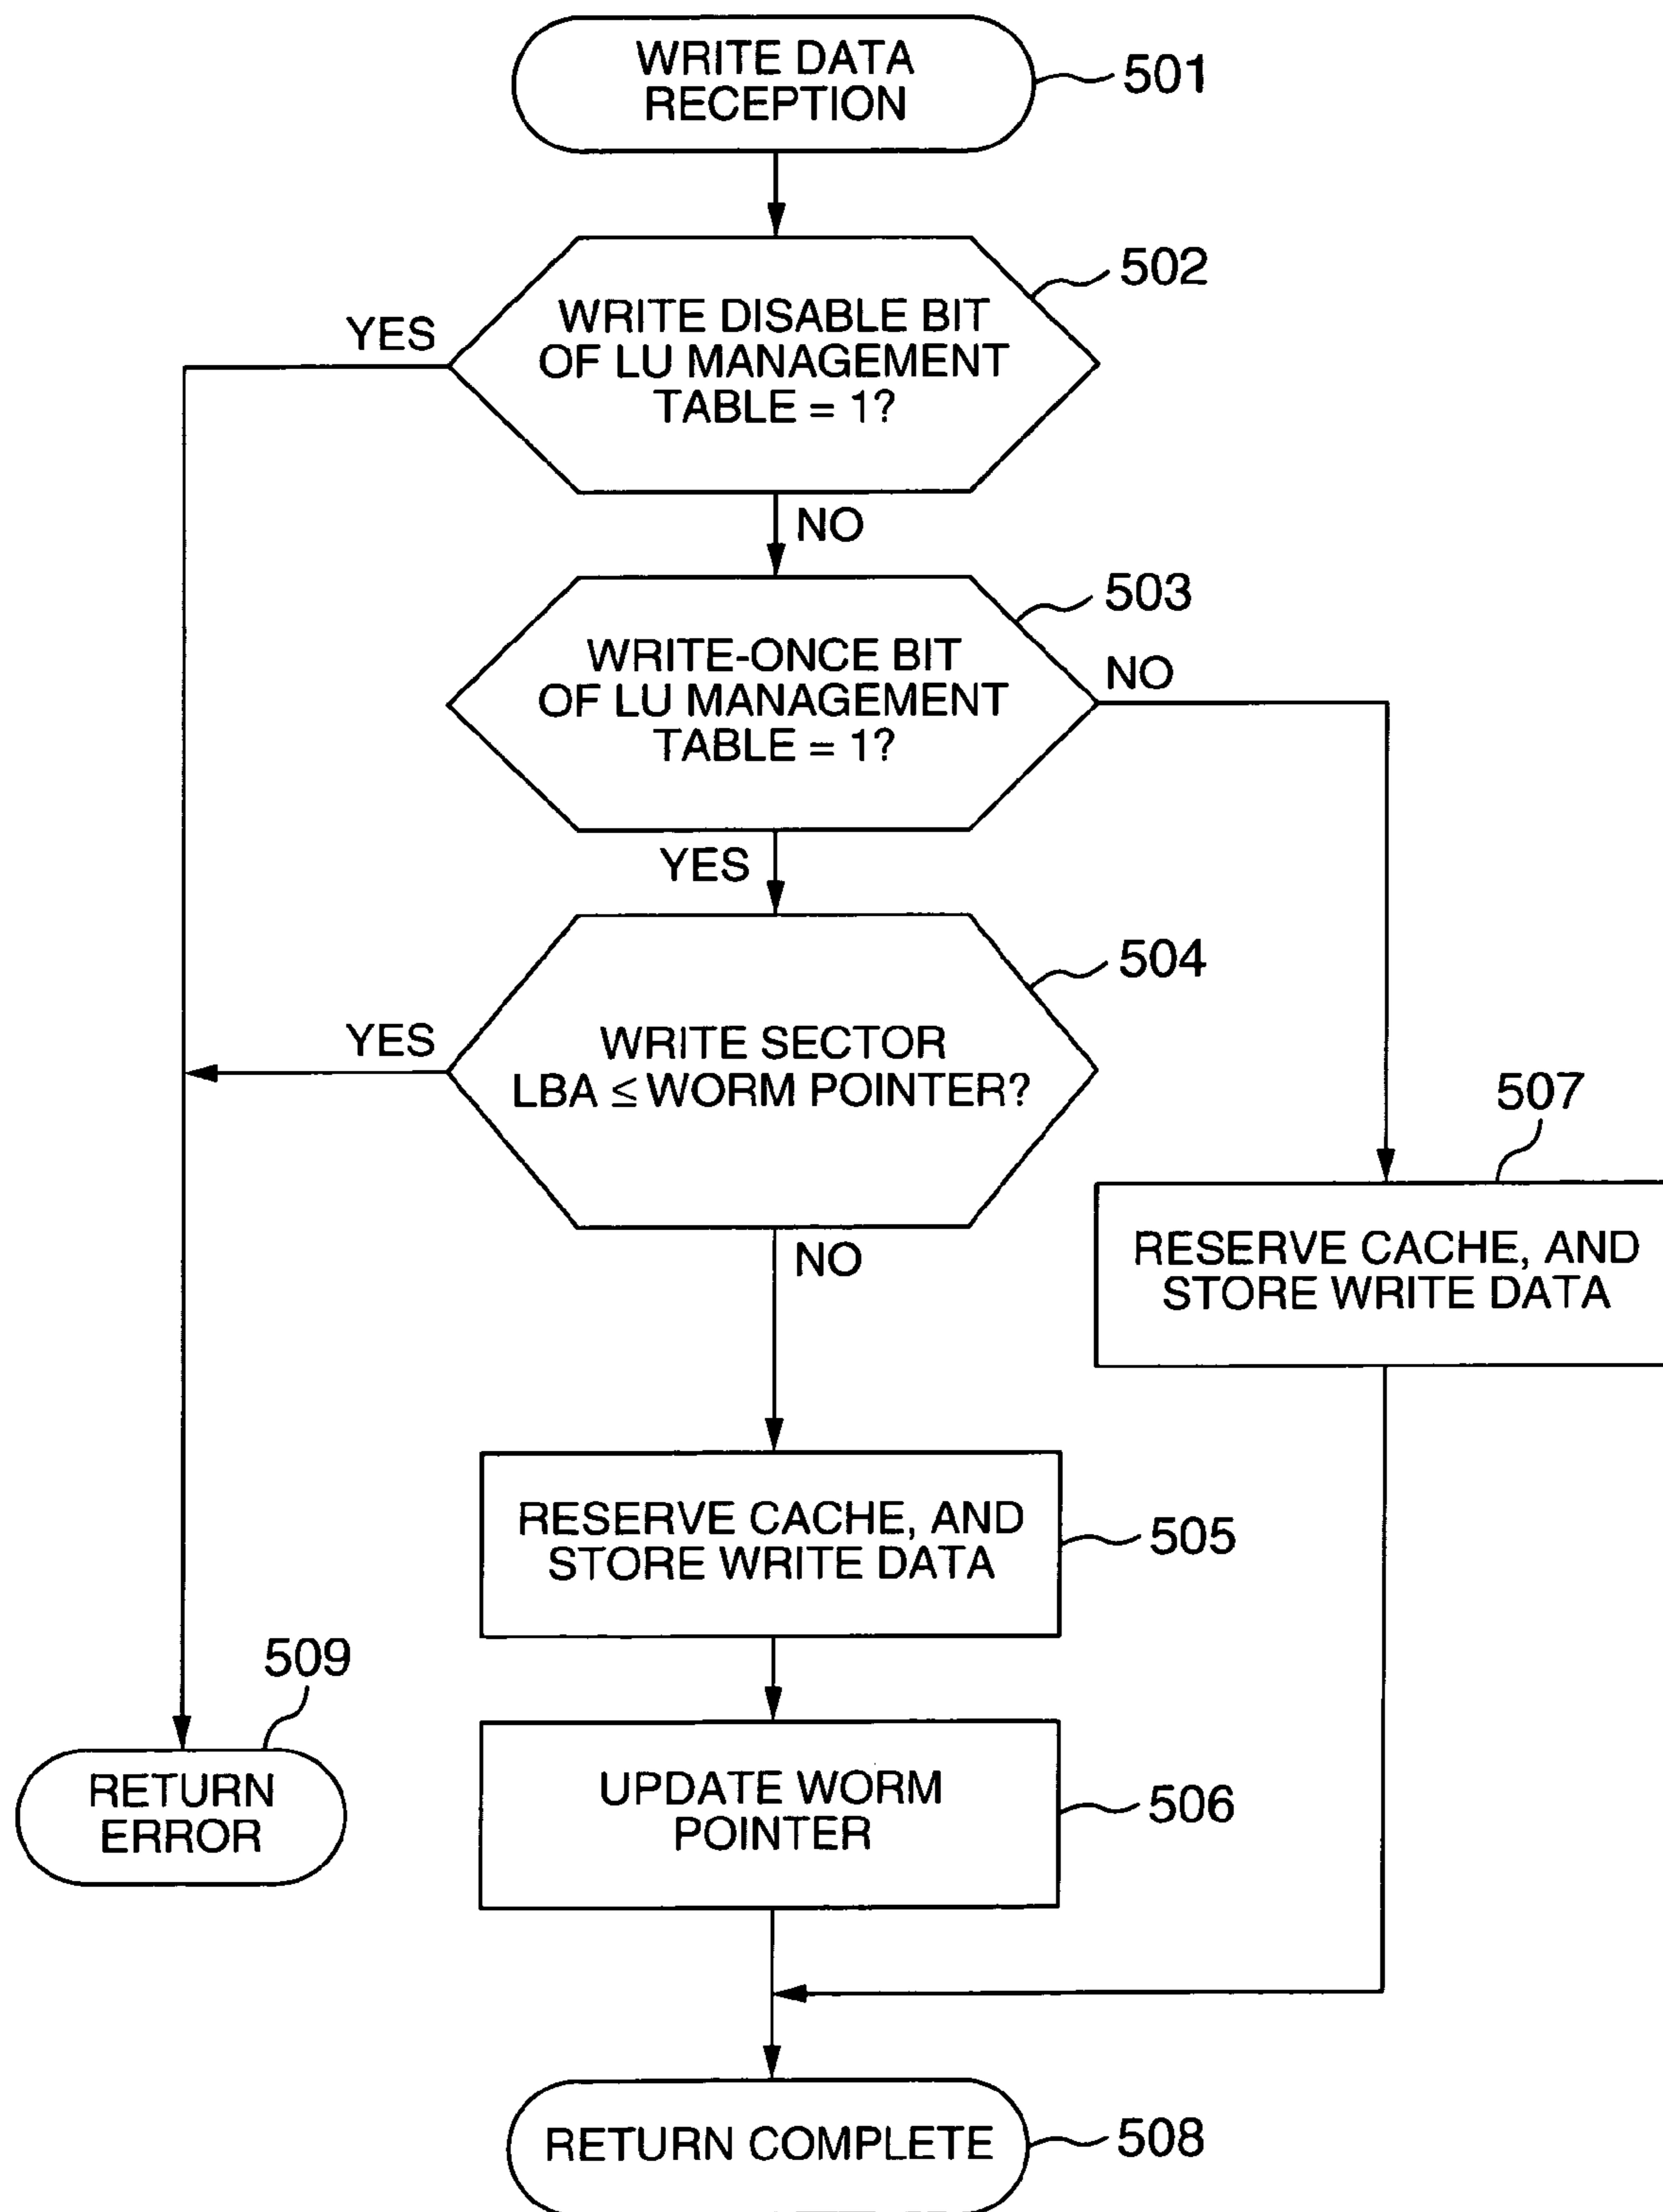 WRITE DATA
RECEPTION
501
WRITE DISABLE BIT
OF LU MANAGEMENT
TABLE = 1?
502
YES
NO
WRITE-ONCE BIT
OF LU MANAGEMENT
TABLE = 1?
503
NO
YES
WRITE SECTOR
LBA ≤ WORM POINTER?
504
YES
NO
507
RESERVE CACHE, AND
STORE WRITE DATA
RESERVE CACHE, AND
STORE WRITE DATA
505
509
RETURN
ERROR
UPDATE WORM
POINTER
506
RETURN COMPLETE
508